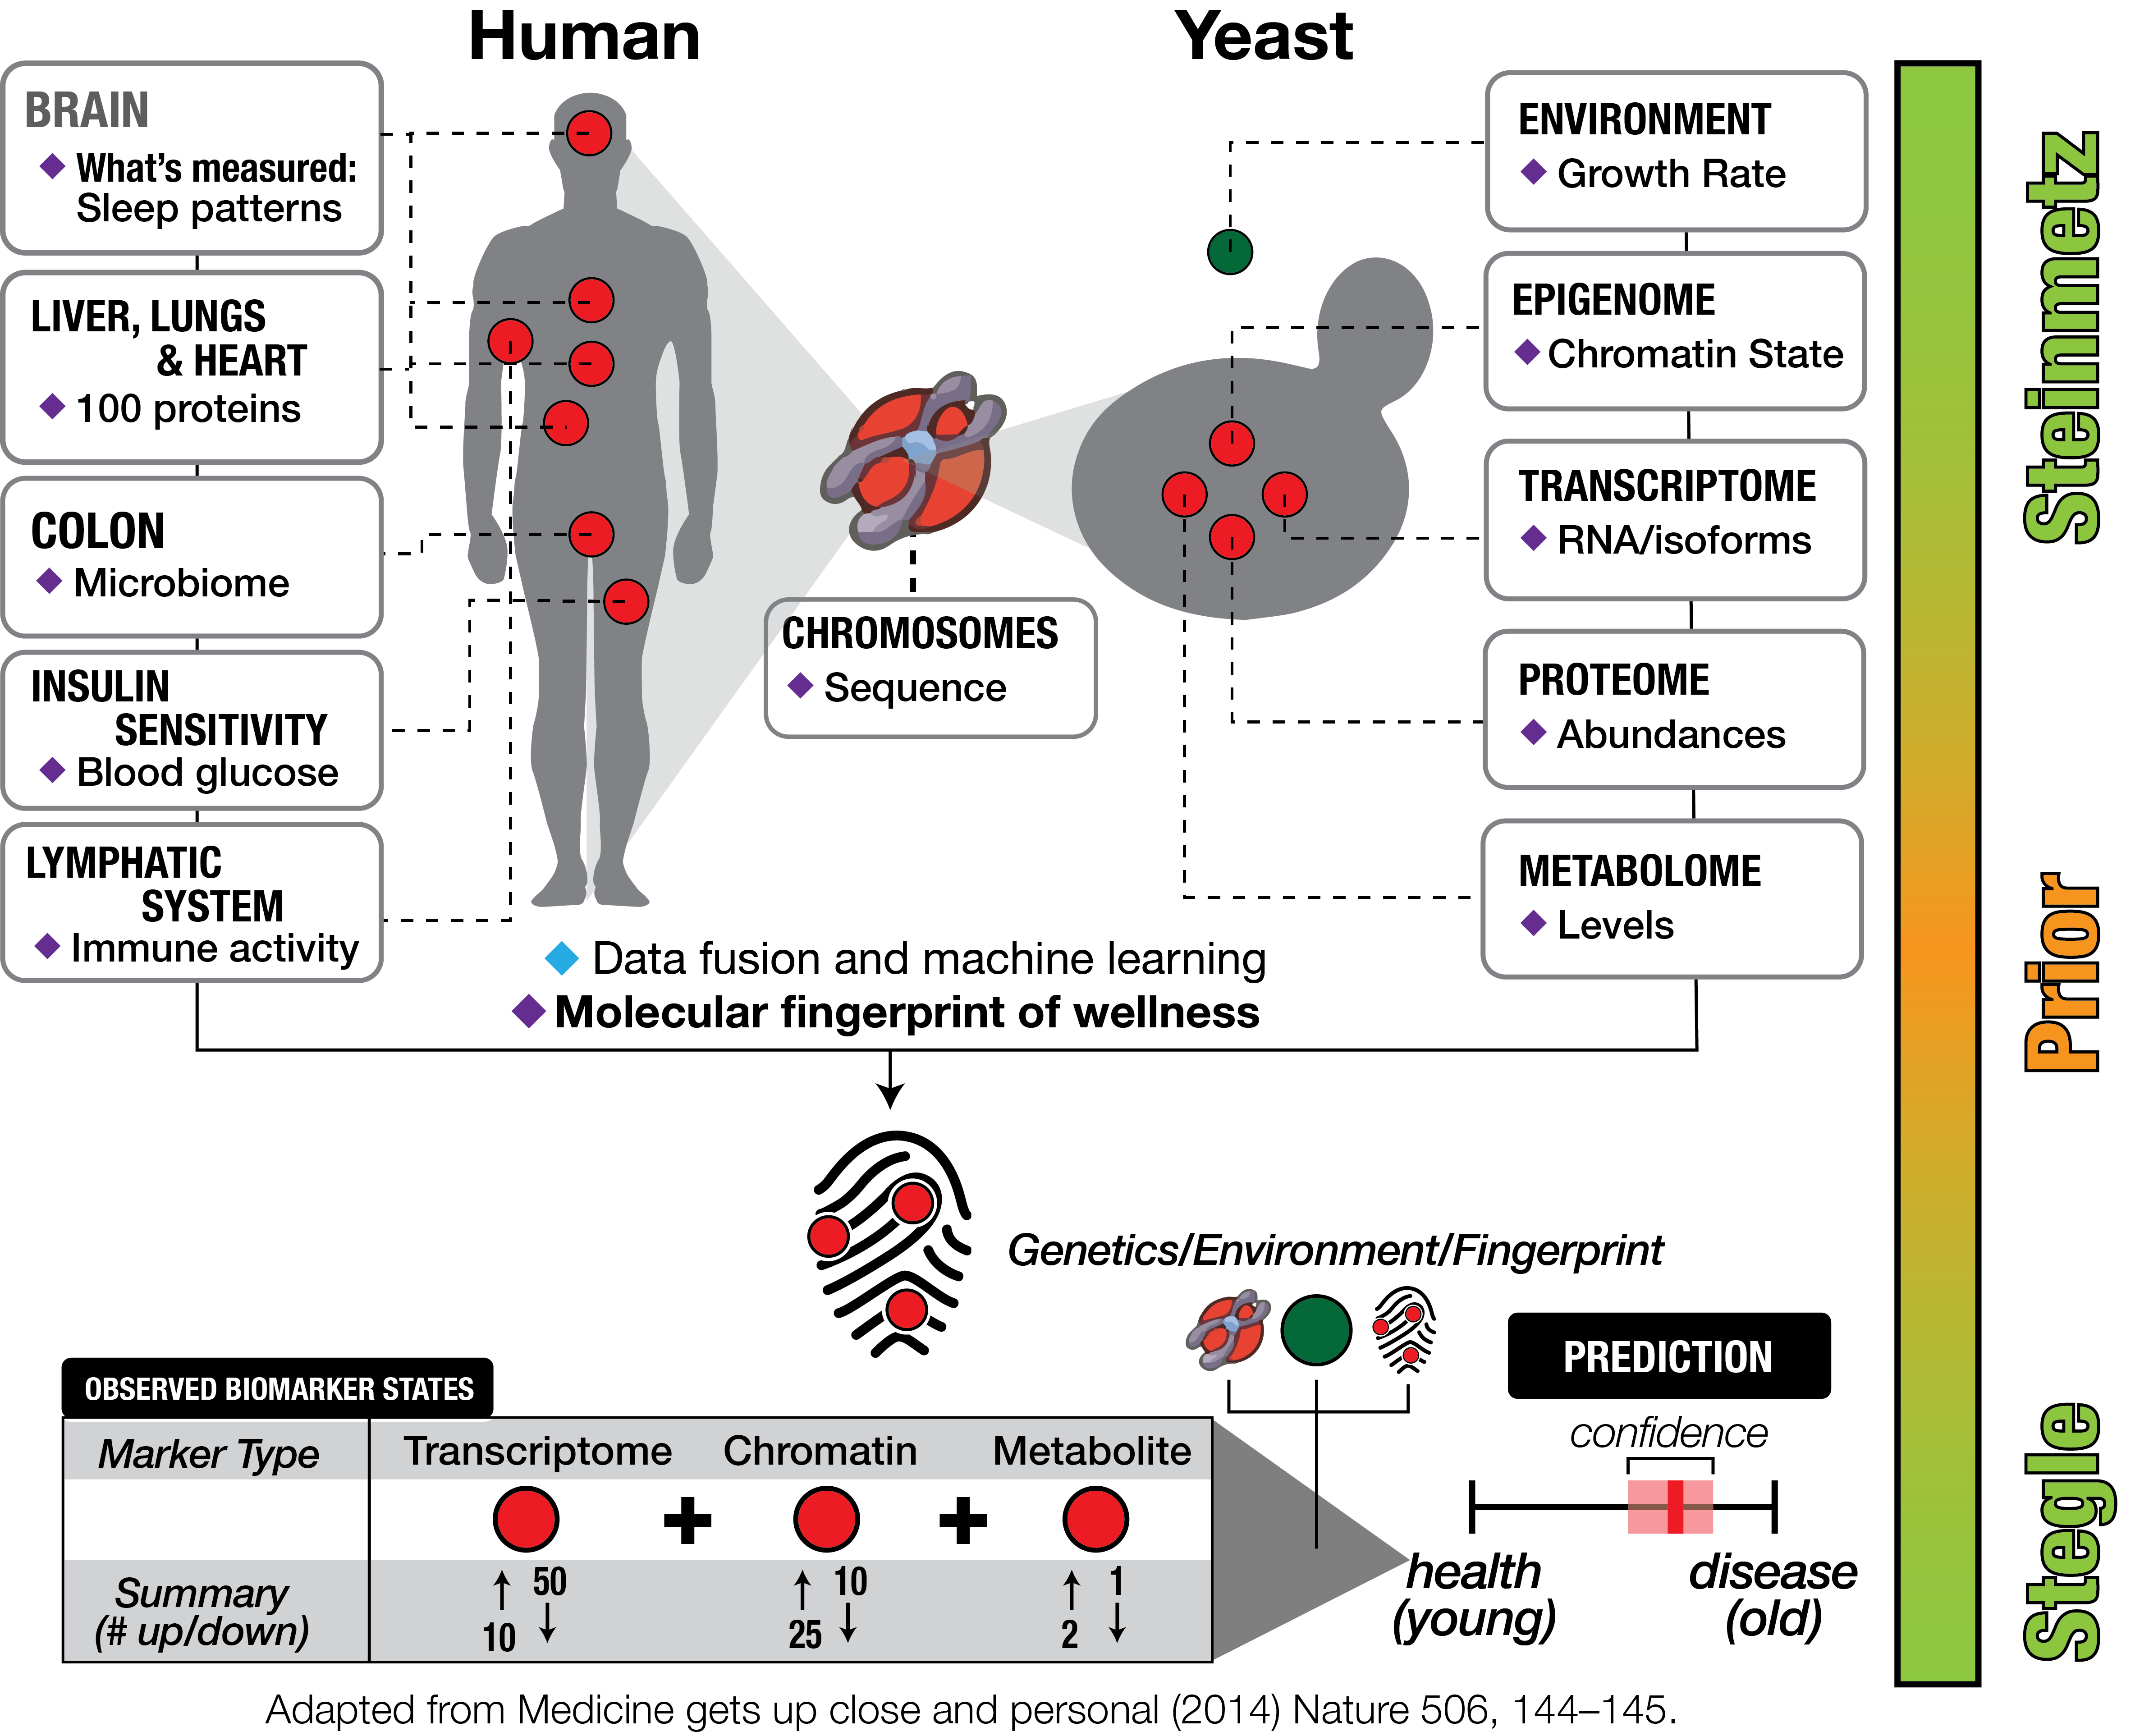 Human
Yeast
BRAIN
What's measured:
Sleep patterns
LIVER, LUNGS
& HEART
100 proteins
COLON
Microbiome
INSULIN
SENSITIVITY
Blood glucose
LYMPHATIC
SYSTEM
Immune activity
CHROMOSOMES
Sequence
ENVIRONMENT
Growth Rate
EPIGENOME
Chromatin State
TRANSCRIPTOME
RNA/isoforms
PROTEOME
Abundances
METABOLOME
Levels
Steinmetz
Prior
Stegle
Data fusion and machine learning
Molecular fingerprint of wellness
Genetics/Environment/Fingerprint
OBSERVED BIOMARKER STATES
Marker Type
Transcriptome
Chromatin
Metabolite
Summary
(# up/down)
10 50
25 10
2 1
PREDICTION
confidence
health
(young)
disease
(old)
Adapted from Medicine gets up close and personal (2014) Nature 506, 144–145.